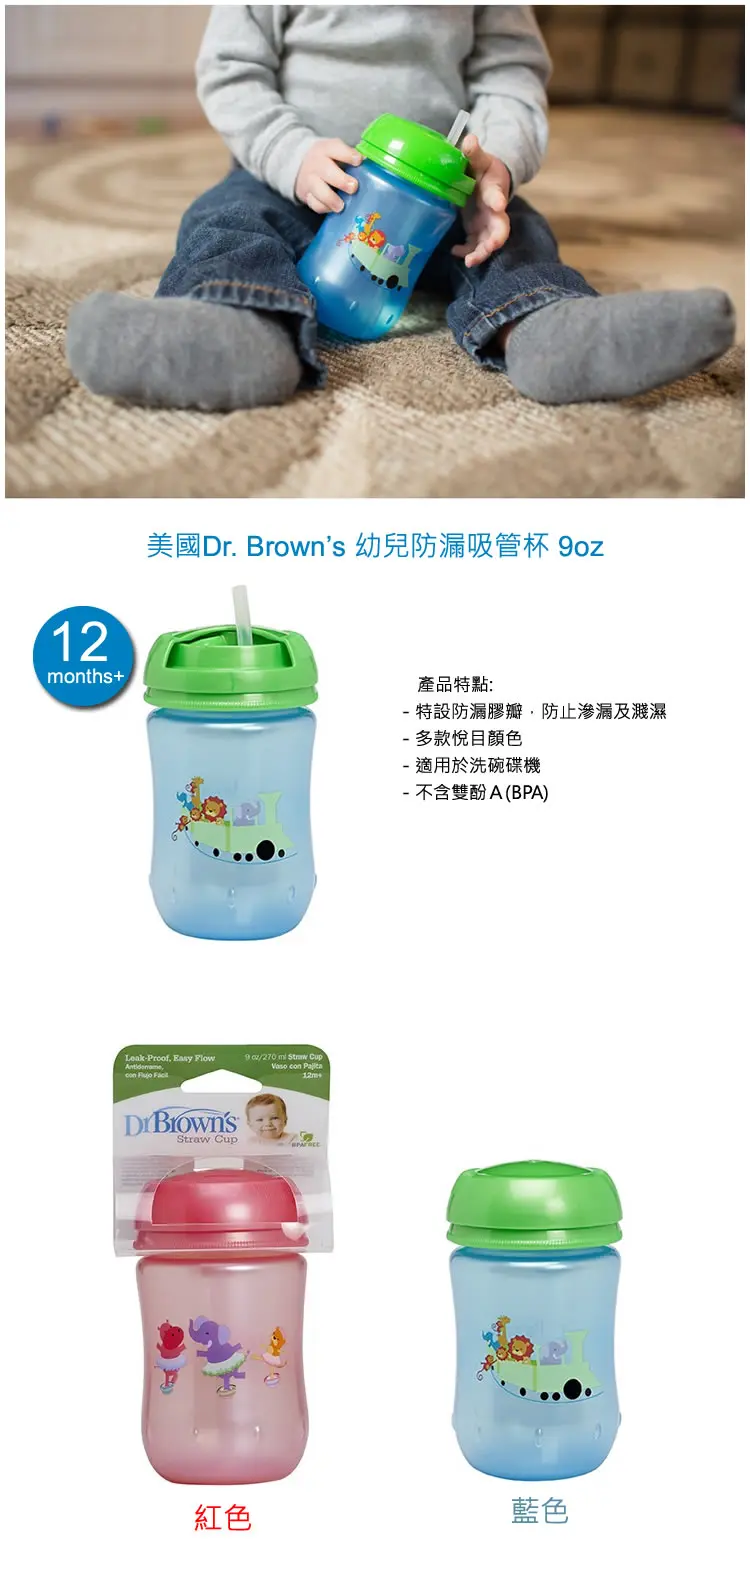 美國Dr. Brown’s 幼兒防漏吸管杯 9oz
12
months+
產品特點:
- 特設防漏膠瓣，防止滲漏及濺濕
- 多款悅目顏色
- 適用於洗碗碟機
- 不含雙酚A (BPA)
Leak-Proof, Easy Flow
Antiderrame,
con Flujo Fácil
9 oz/270 ml Straw Cup
Vaso con Pajita
12m+
Dr Brown's
Straw Cup
BPA FREE
紅色
藍色